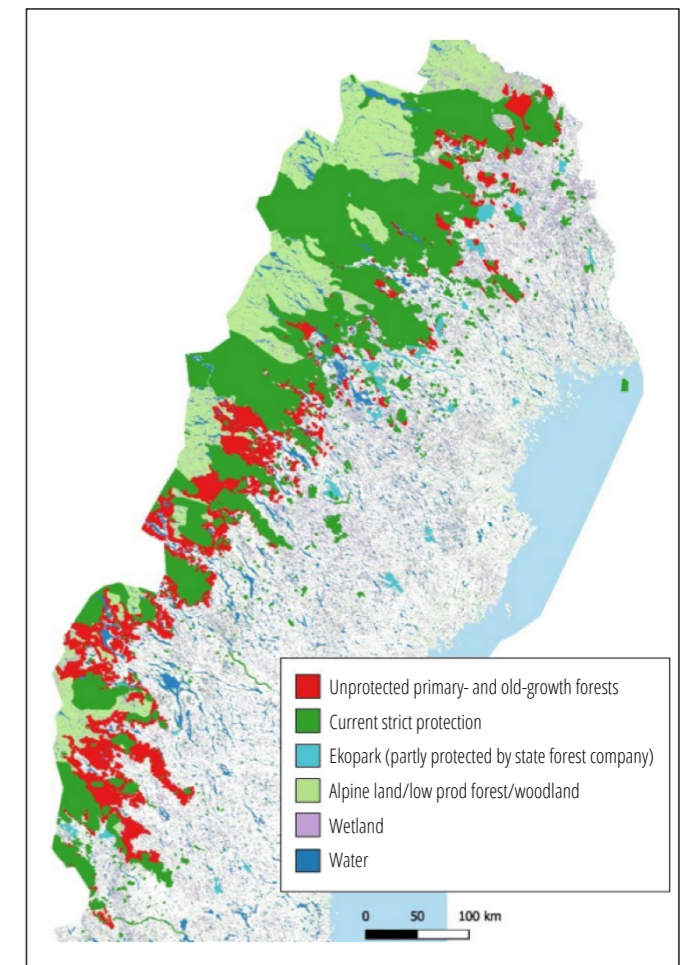 Unprotected primary- and old-growth forests
Current strict protection
Ekopark (partly protected by state forest company)
Alpine land/low prod forest/woodland
Wetland
Water
0 50 100 km